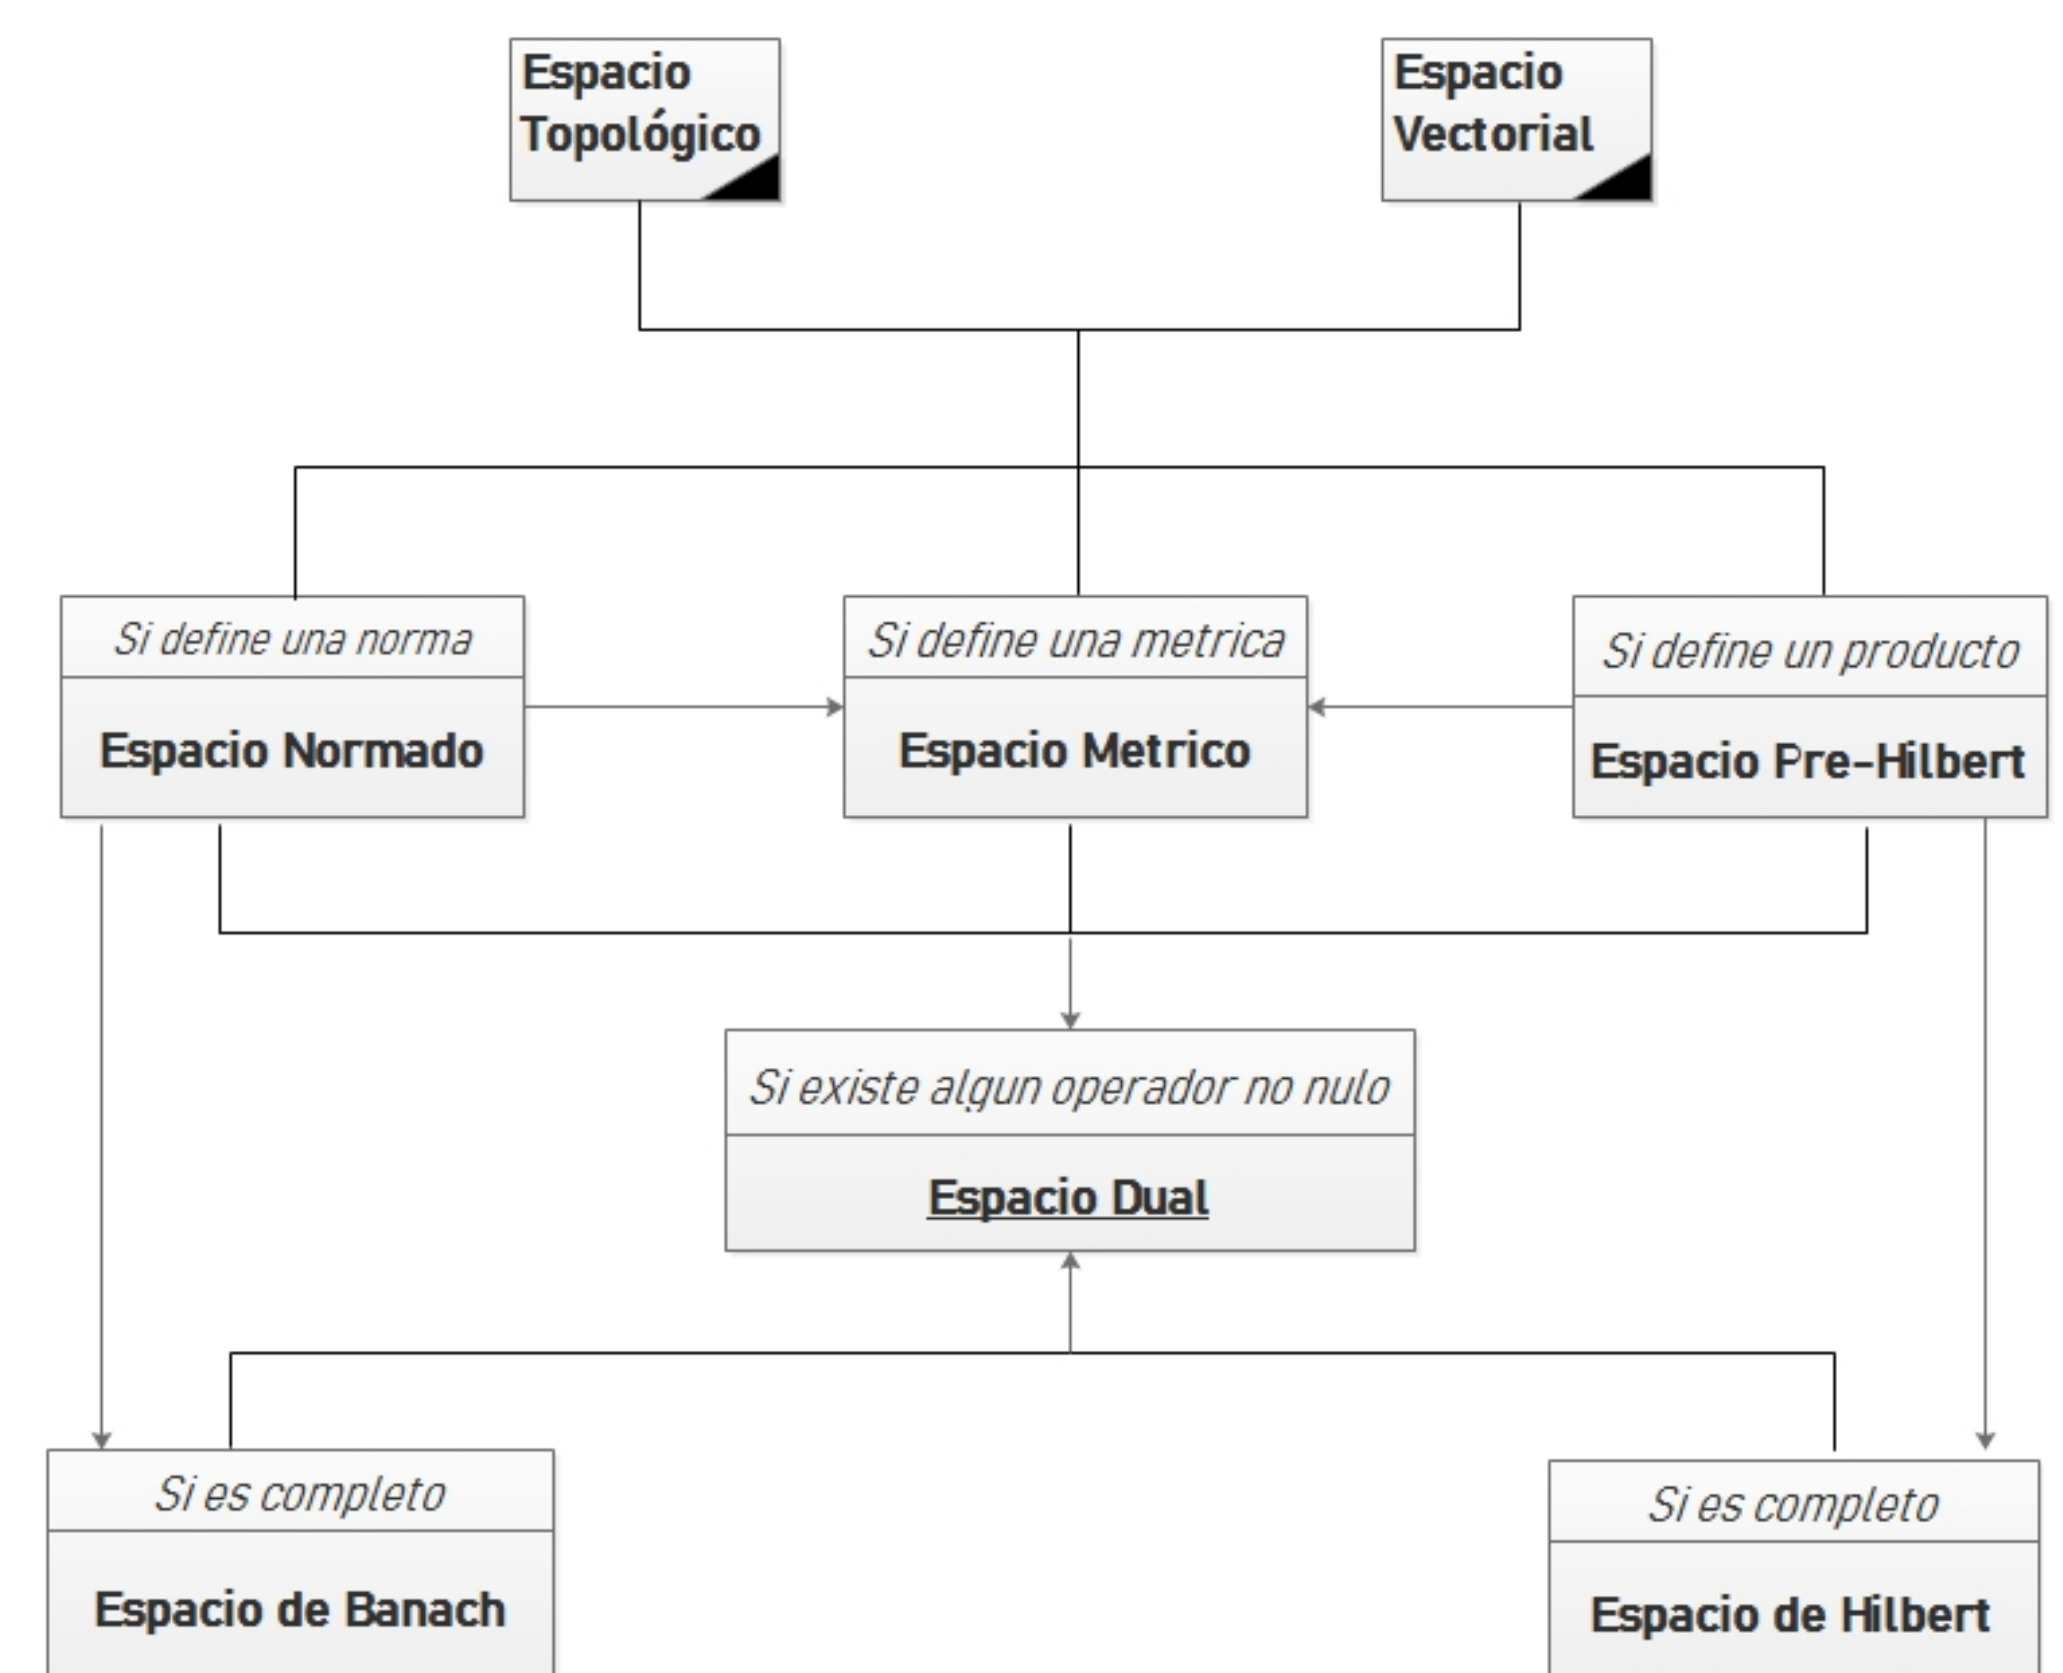 Espacio
Topológico
Espacio
Vectorial
Si define una norma
Espacio Normado
Si define una metrica
Espacio Metrico
Si define un producto
Espacio Pre-Hilbert
Si existe algun operador no nulo
Espacio Dual
Si es completo
Espacio de Banach
Si es completo
Espacio de Hilbert